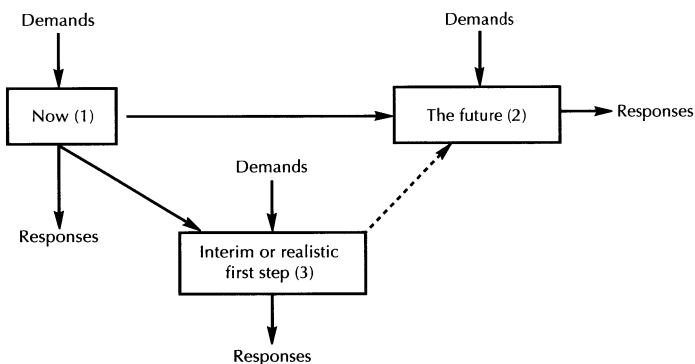 Demands
Demands
Now (1)
The future (2)
Responses
Demands
Responses
Interim or realistic
first step (3)
Responses